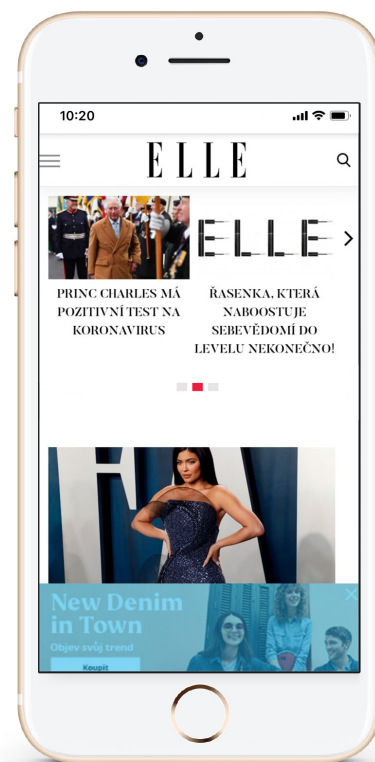 10:20
ELLE
ELLE
PRINC CHARLES MÁ
POZITIVNÍ TEST NA
KORONAVIRUS
ŘASENKA, KTERÁ
NABOOSTUJE
SEBEVĚDOMÍ DO
LEVELU NEKONEČNO!
New Denim
in Town
Objev svůj trend
Koupit